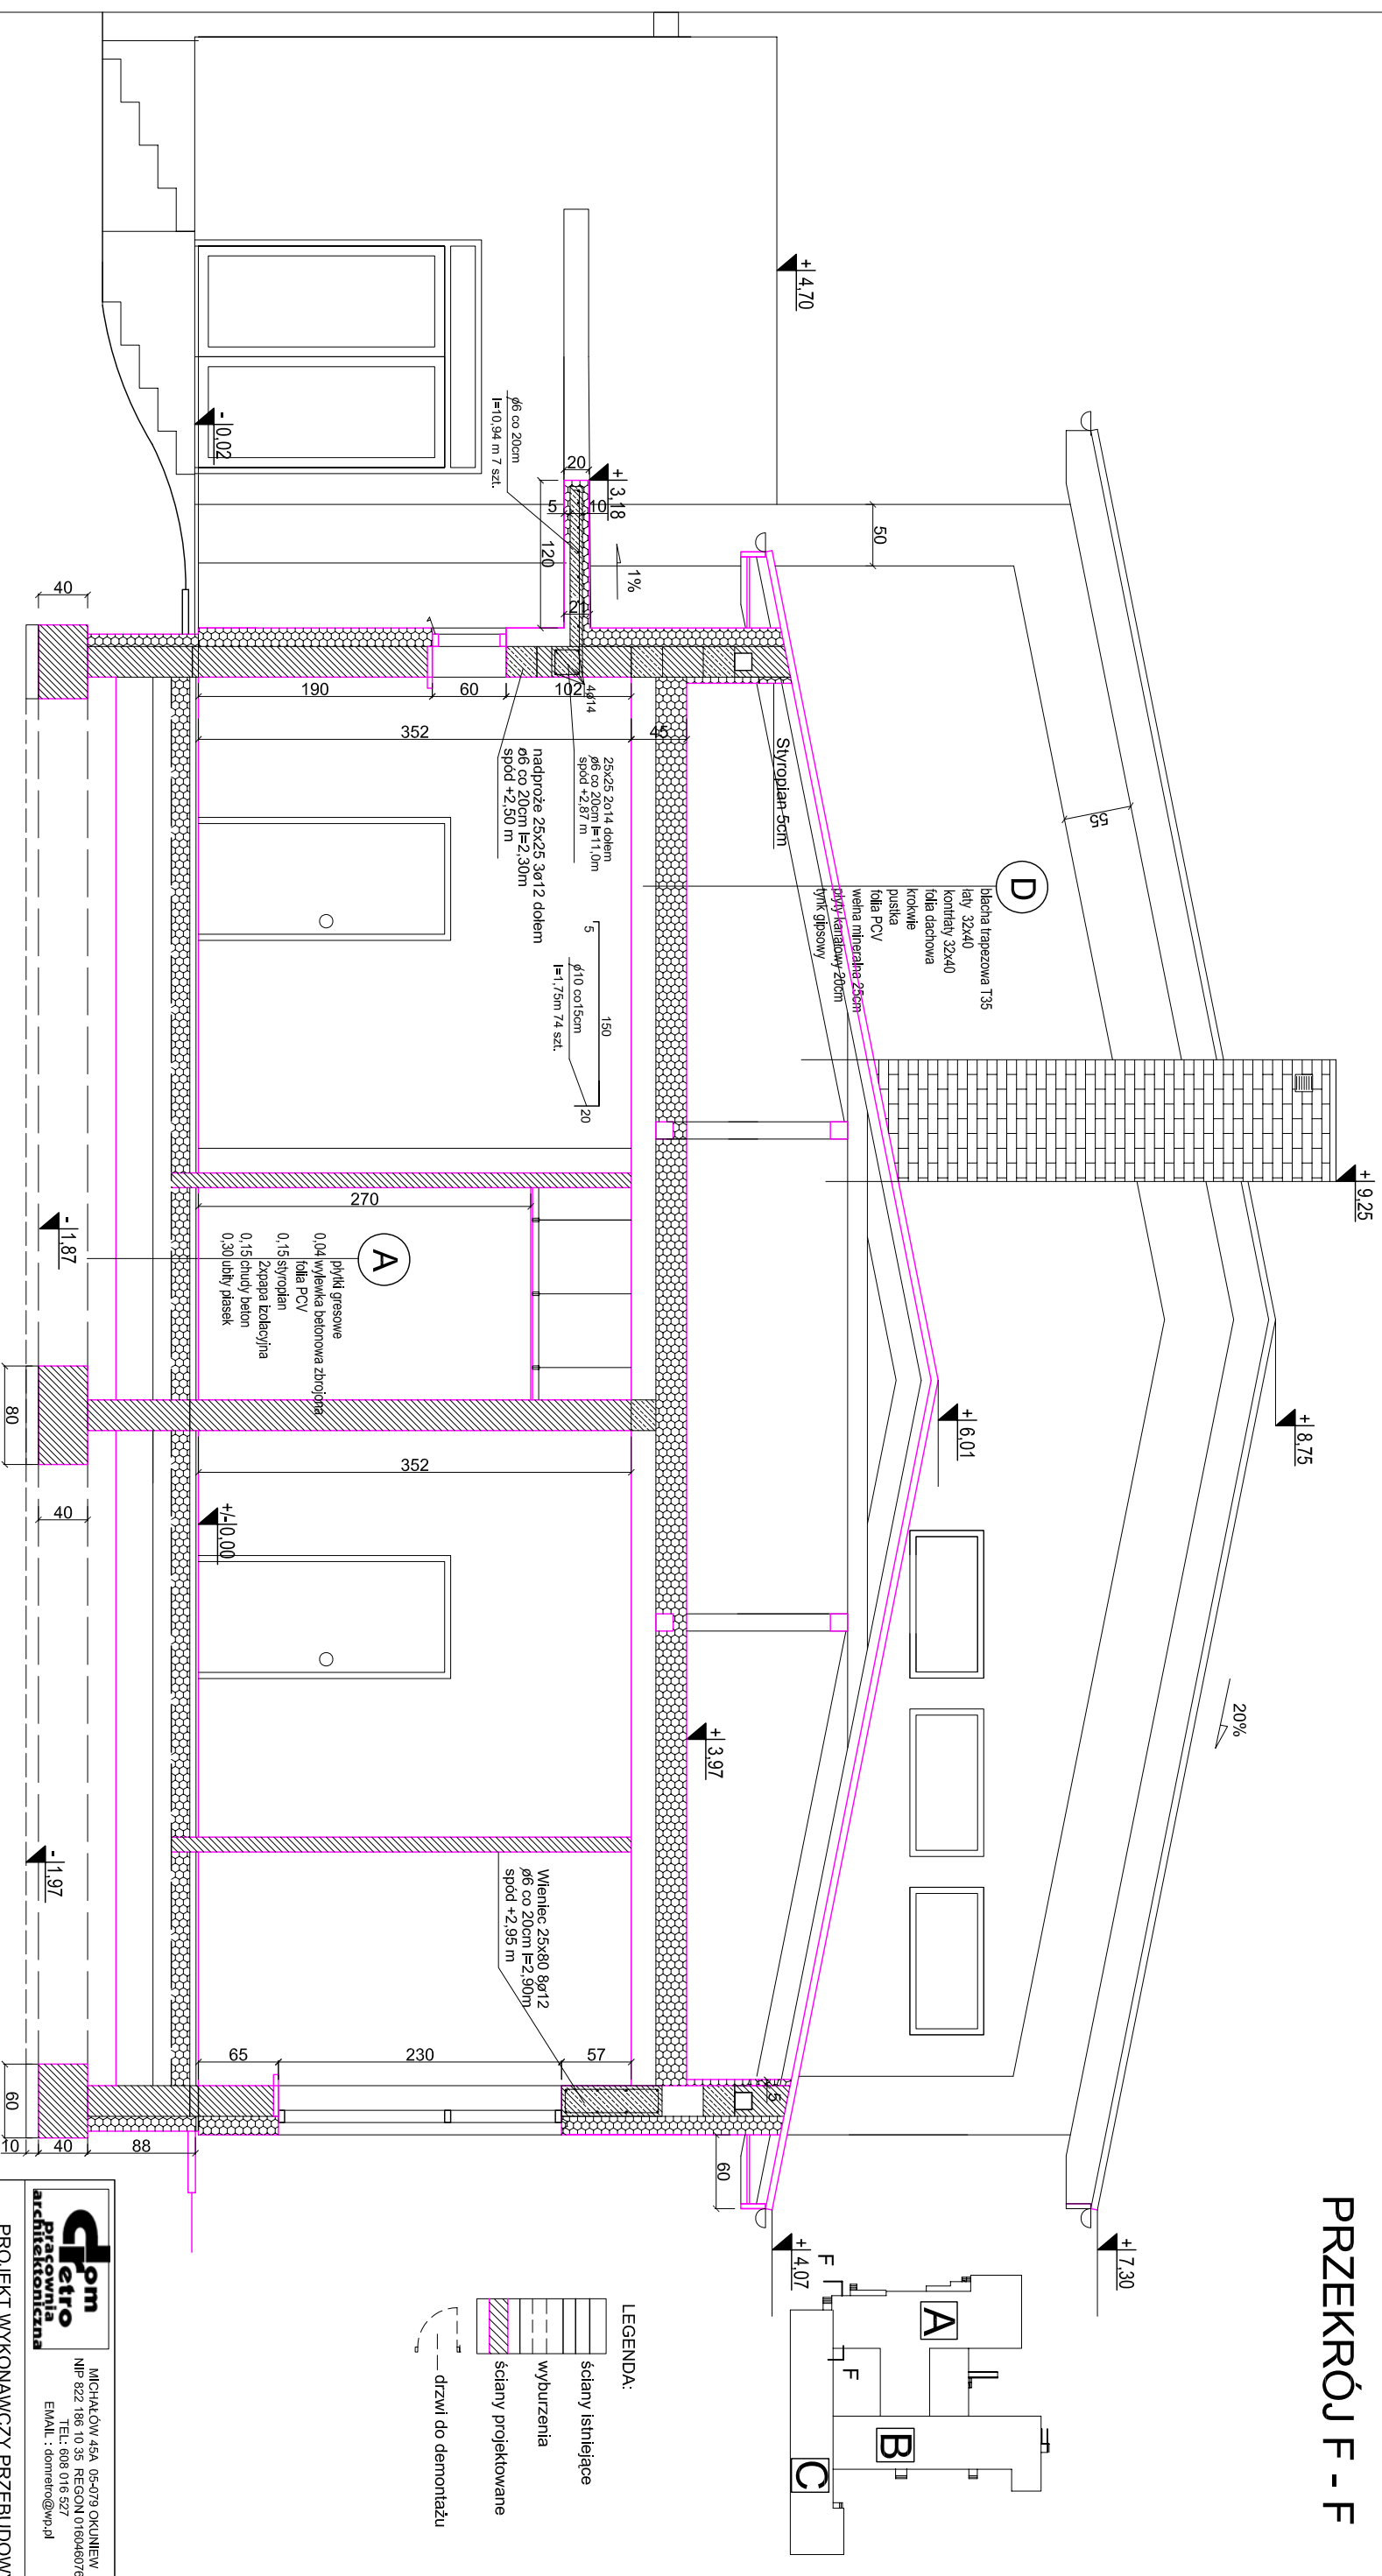 PRZEKRÓJ F - F
+ 9,25
+ 8,75
+ 7,30
+ 6,01
+ 4,70
+ 4,07
+ 3,97
+ 3,18
20%
1%
50
55
D
blacha trapezowa T35
łaty 32x40
kontrłaty 32x40
folia dachowa
krokwie
pustka
folia PCV
wełna mineralna 25cm
płyty kanałowy 20cm
tynk gipsowy
Styropian 5cm
ø6 co 20cm
l=10,94 m 7 szt.
20
5
10
120
21
4ø14
25x25 2o14 dołem
ø6 co 20cm l=11,0m
spód +2,87 m
nadproże 25x25 3ø12 dołem
ø6 co 20cm l=2,30m
spód +2,50 m
5
150
20
ø10 co15cm
l=1,75m 74 szt.
190
60
102
352
45
270
352
A
płytki gresowe
0,04 wylewka betonowa zbrojona
folia PCV
0,15 styropian
2xpapa izolacyjna
0,15 chudy beton
0,30 ubity piasek
- 0,02
+/- 0,00
- 1,87
- 1,97
Wieniec 25x80 8ø12
ø6 co 20cm l=2,90m
spód +2,95 m
65
230
57
5
60
40
80
40
60
10
40
88
F
F
A
B
C
LEGENDA:
ściany istniejące
wyburzenia
ściany projektowane
drzwi do demontażu
dom
retro
pracownia
architektoniczna
MICHAŁÓW 45A 05-079 OKUNIEW
NIP 822 186 10 35 REGON 016046076
TEL: 608 016 527
EMAIL : domretro@wp.pl